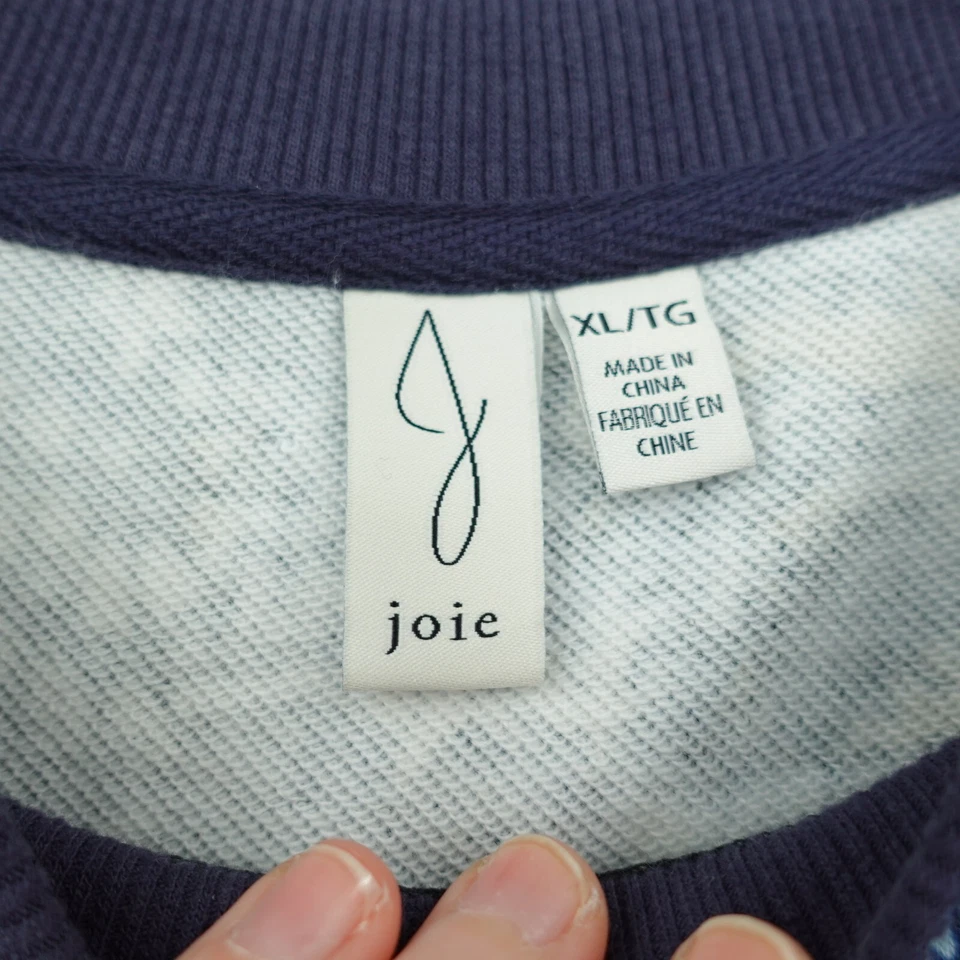 joie
XL/TG
MADE IN
CHINA
FABRIQUÉ EN
CHINE